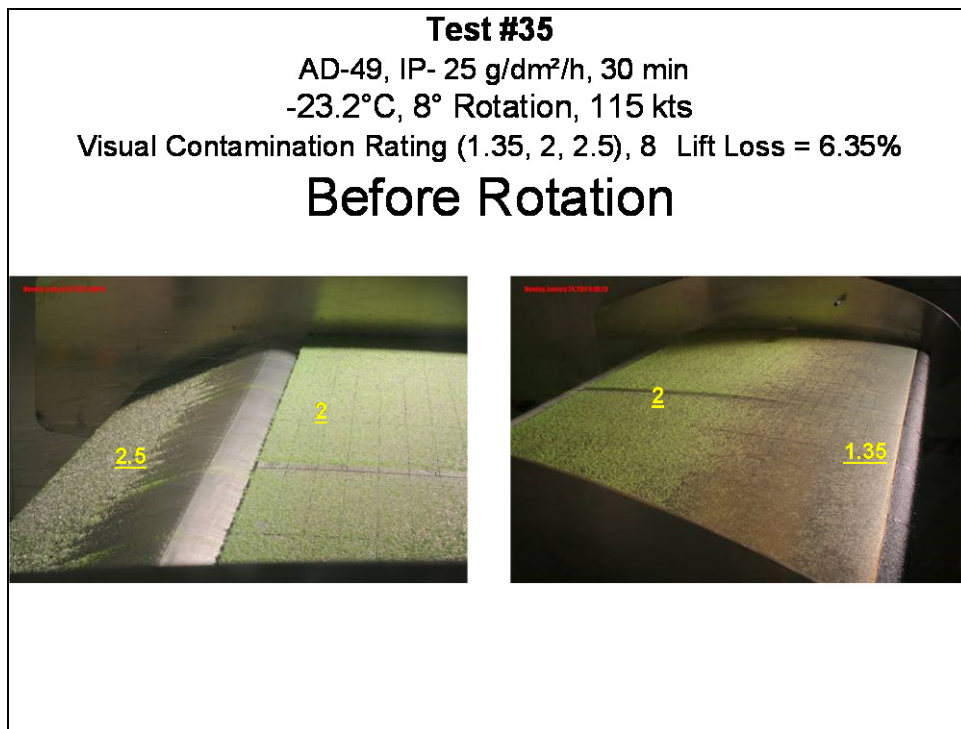 Test #35
AD-49, IP- 25 g/dm²/h, 30 min
-23.2°C, 8° Rotation, 115 kts
Visual Contamination Rating (1.35, 2, 2.5), 8 Lift Loss = 6.35%
Before Rotation
2
2.5
2
1.35